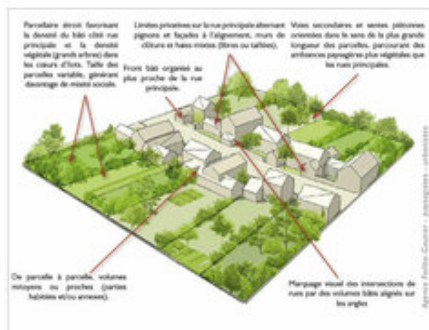 Parcellaire étroit favorisant
la densité du bâti côté rue
principale et la densité
végétale (grands arbres) dans
les cœurs d'îlots. Taille des
parcelles variable, générant
davantage de mixité sociale.
Limites privatives sur la rue principale alternant
pignons et façades à l'alignement, murs de
clôture et haies mixtes (libres ou taillées).
Front bâti organisé au
plus proche de la rue
principale.
Voies secondaires et sentes piétonnes
orientées dans le sens de la plus grande
longueur des parcelles, parcourant des
ambiances paysagères plus végétales que
les rues principales.
De parcelle à parcelle, volumes
mitoyens ou proches (parties
habitées et/ou annexes).
Marquage visuel des intersections de
rues par des volumes bâtis alignés sur
les angles
Agence Folléa-Gautier - paysagistes - urbanistes